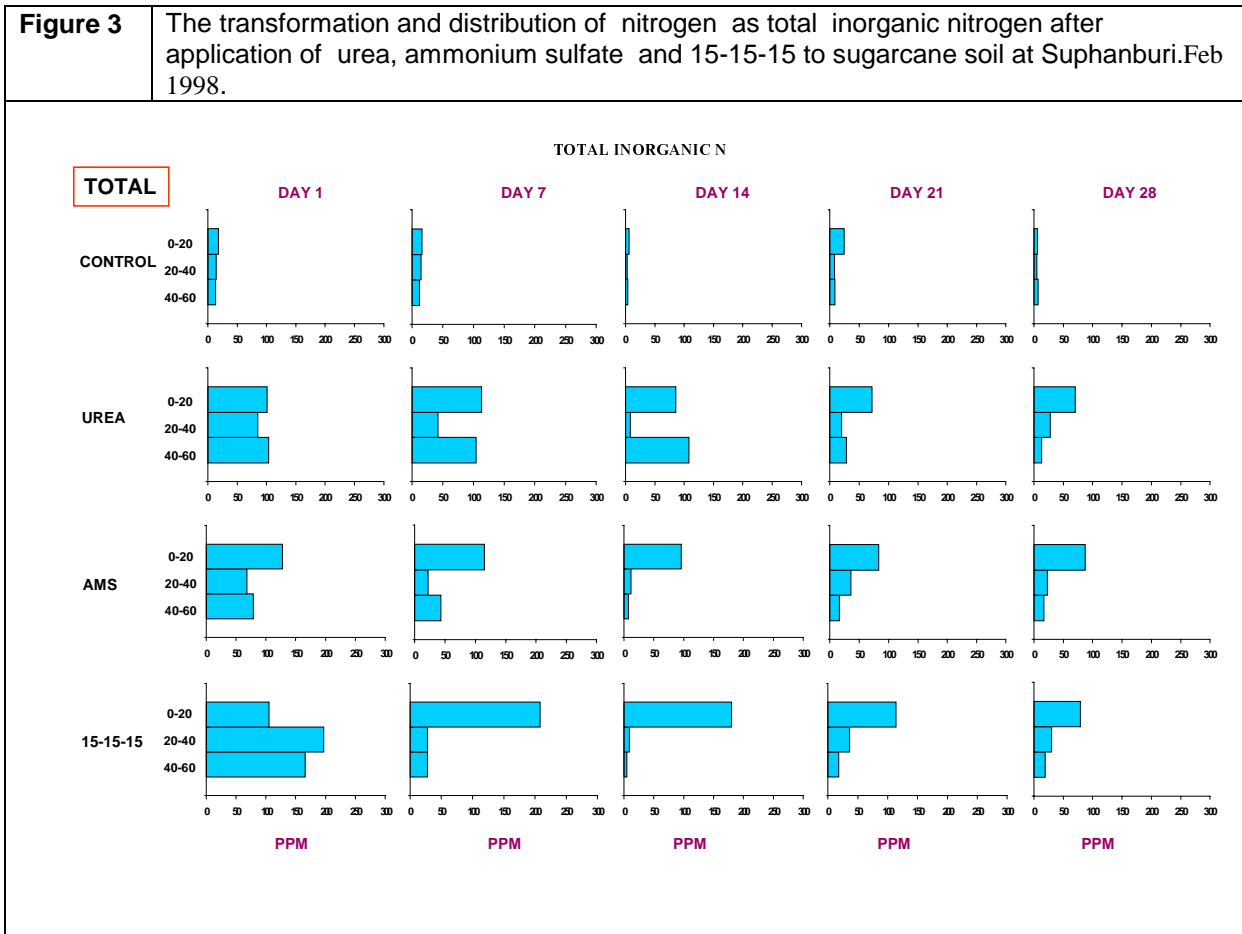 Figure 3
The transformation and distribution of nitrogen as total inorganic nitrogen after
application of urea, ammonium sulfate and 15-15-15 to sugarcane soil at Suphanburi.Feb
1998.
TOTAL INORGANIC N
TOTAL DAY 1 DAY 7 DAY 14 DAY 21 DAY 28
0-20
CONTROL 20-40
40-60
0 50 100 150 200 250 300 0 50 100 150 200 250 300 0 50 100 150 200 250 300 0 50 100 150 200 250 300 0 50 100 150 200 250 300
0-20
UREA
20-40
40-60
0 50 100 150 200 250 300 0 50 100 150 200 250 300 0 50 100 150 200 250 300 0 50 100 150 200 250 300 0 50 100 150 200 250 300
0-20
AMS 20-40
40-60
0 50 100 150 200 250 300 0 50 100 150 200 250 300 0 50 100 150 200 250 300 0 50 100 150 200 250 300 0 50 100 150 200 250 300
0-20
15-15-15 20-40
40-60
0 50 100 150 200 250 300 0 50 100 150 200 250 300 0 50 100 150 200 250 300 0 50 100 150 200 250 300 0 50 100 150 200 250 300
PPM PPM PPM PPM PPM